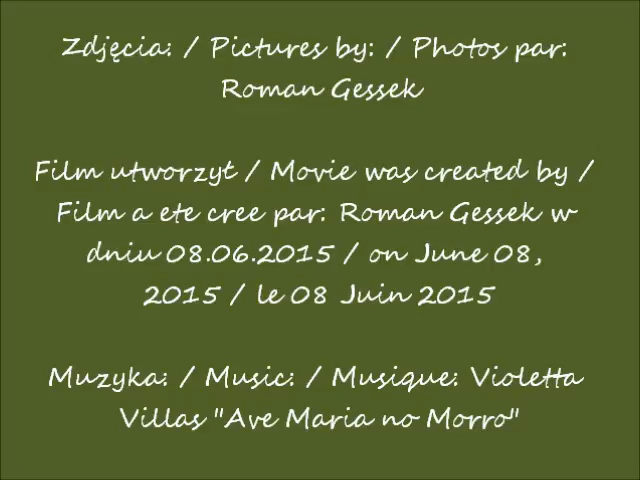 Zdjęcia: / Pictures by: / Photos par:
Roman Gessek
Film utworzył / Movie was created by /
Film a ete cree par: Roman Gessek w
dniu 08.06.2015 / on June 08,
2015 / le 08 Juin 2015
Muzyka: / Music: / Musique: Violetta
Villas "Ave Maria no Morro"